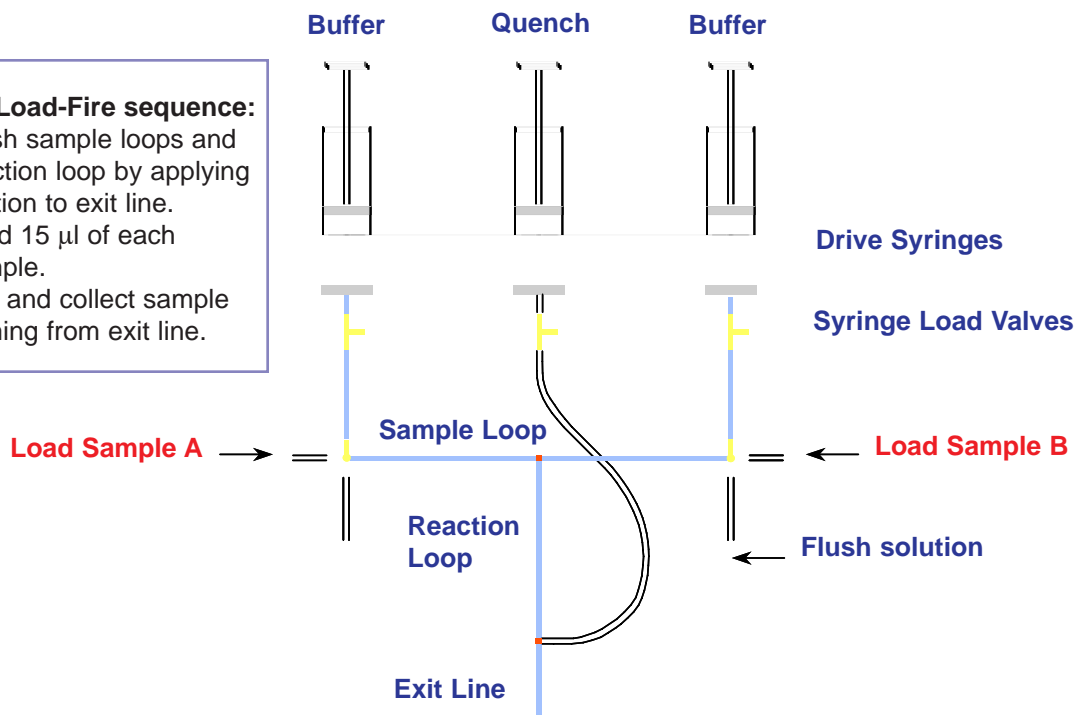 Buffer Quench Buffer
Load-Fire sequence:
sh sample loops and
ction loop by applying
tion to exit line.
d 15 µl of each
ple.
and collect sample
ning from exit line.
Drive Syringes
Syringe Load Valves
Sample Loop
Load Sample A
Load Sample B
Reaction
Loop
Flush solution
Exit Line